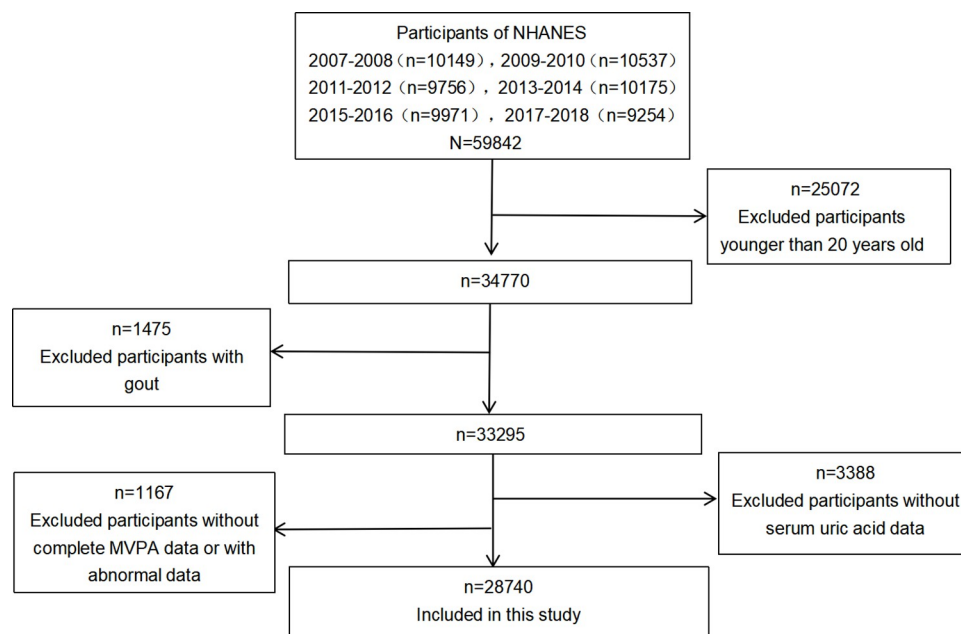 Participants of NHANES
2007-2008（n=10149），2009-2010（n=10537）
2011-2012（n=9756）， 2013-2014（n=10175）
2015-2016（n=9971）， 2017-2018（n=9254）
N=59842
n=25072
Excluded participants
younger than 20 years old
n=34770
n=1475
Excluded participants with
gout
n=33295
n=1167
Excluded participants without
complete MVPA data or with
abnormal data
n=3388
Excluded participants without
serum uric acid data
n=28740
Included in this study